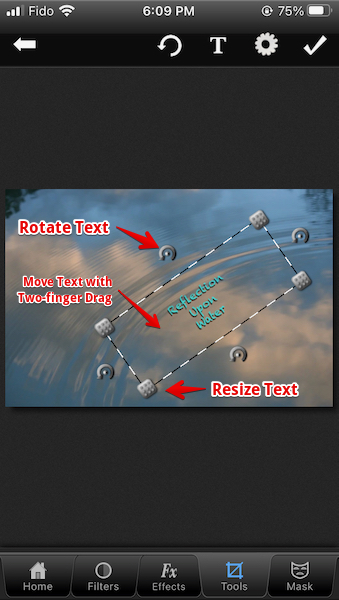 Fido
6:09 PM
75%
T
Rotate Text
Move Text with
Two-finger Drag
Reflection
Upon
Water
Resize Text
Fx
Home
Filters
Effects
Tools
Mask